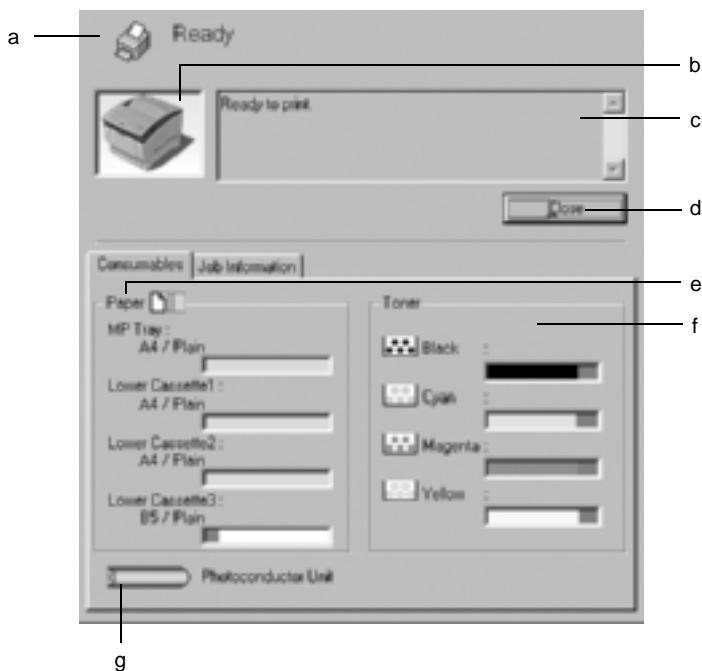 a
Ready
b
Ready to print.
c
Close
d
Consumables
Job Information
e
Paper
Toner
f
MP Tray :
A4 / Plain
Black :
Lower Cassette1 :
A4 / Plain
Cyan :
Lower Cassette2 :
A4 / Plain
Magenta :
Lower Cassette3 :
B5 / Plain
Yellow :
Photoconductor Unit
g